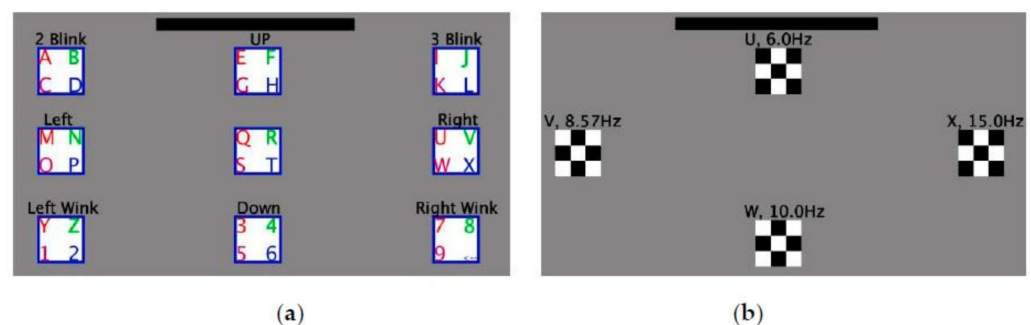 2 Blink UP 3 Blink
A B E F I J
C D G H K L
Left Right
M N Q R U V
O P S T W X
Left Wink Down Right Wink
Y Z 3 4 7 8
1 2 5 6 9 <--
(a)
U, 6.0Hz
V, 8.57Hz X, 15.0Hz
W, 10.0Hz
(b)